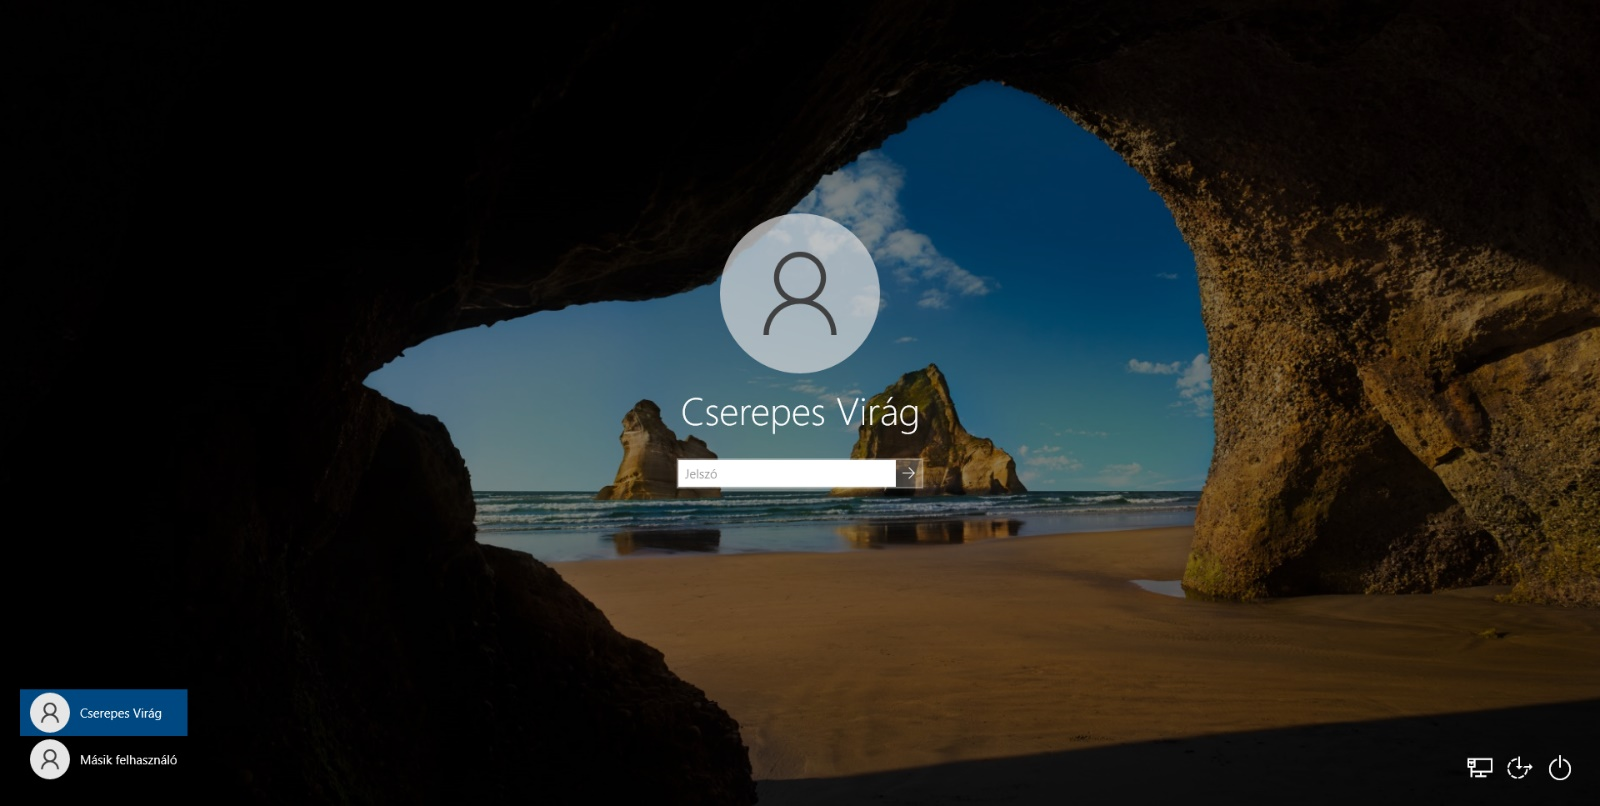 Cserepes Virág
Jelszó
Cserepes Virág
Másik felhasználó